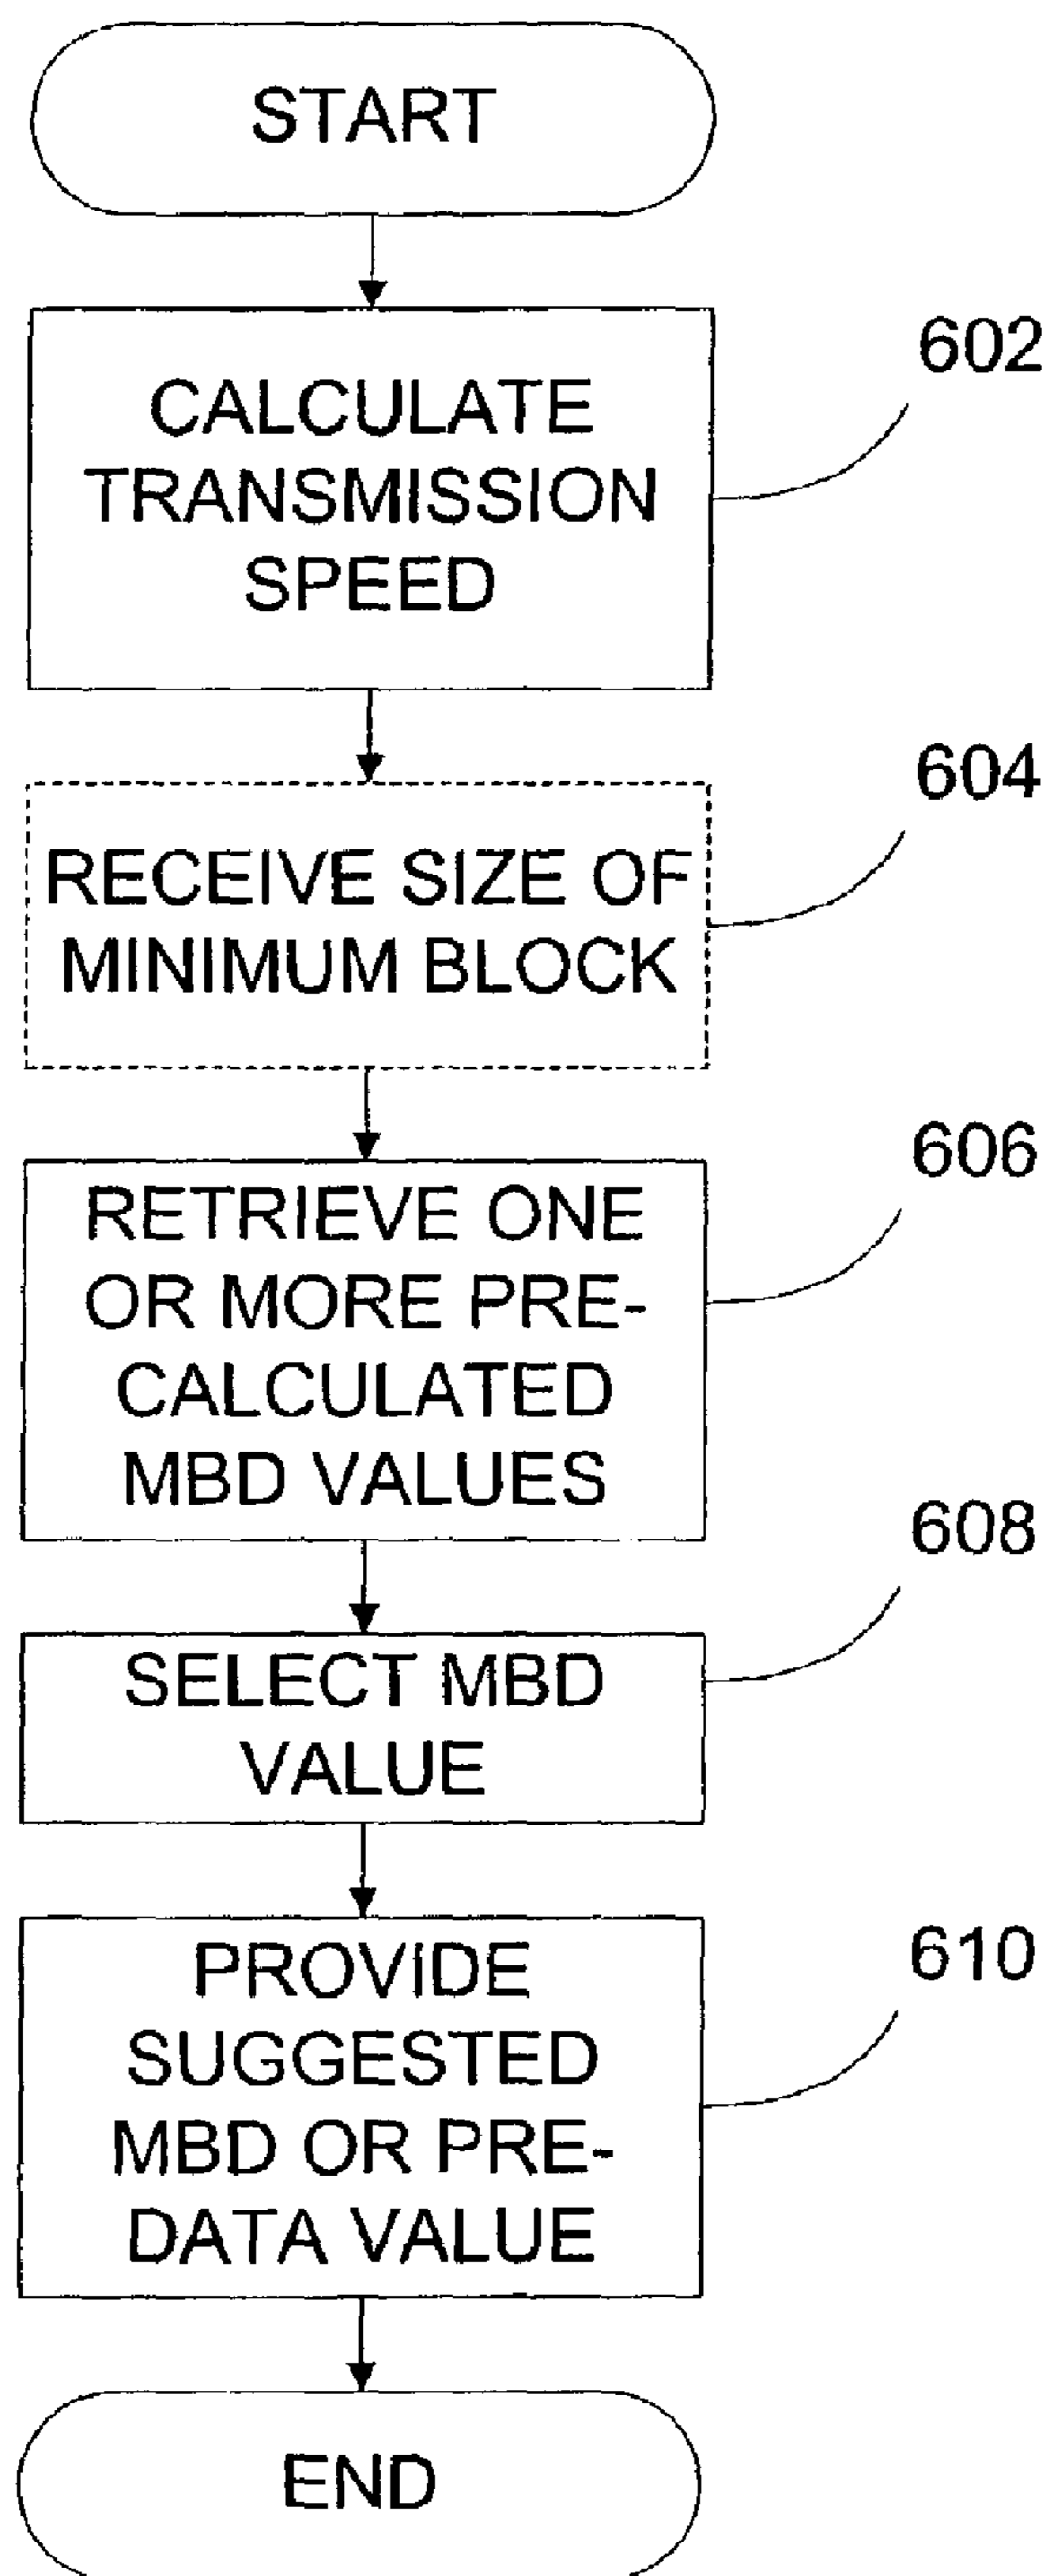 START
602
CALCULATE
TRANSMISSION
SPEED
604
RECEIVE SIZE OF
MINIMUM BLOCK
606
RETRIEVE ONE
OR MORE PRE-
CALCULATED
MBD VALUES
608
SELECT MBD
VALUE
610
PROVIDE
SUGGESTED
MBD OR PRE-
DATA VALUE
END